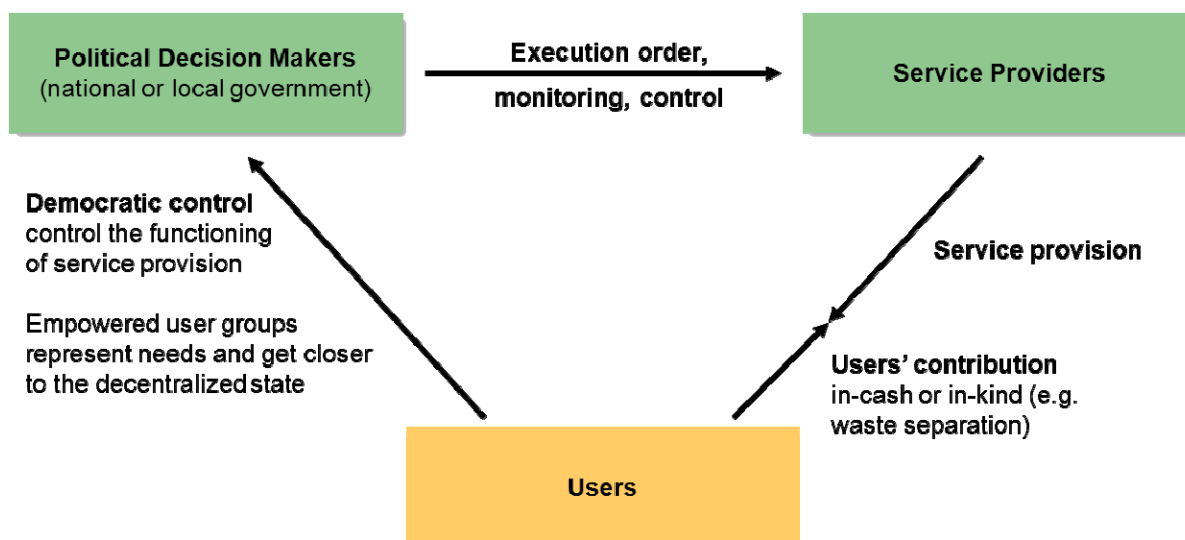 Political Decision Makers
(national or local government)
Execution order,
monitoring, control
Service Providers
Democratic control
control the functioning
of service provision
Empowered user groups
represent needs and get closer
to the decentralized state
Service provision
Users' contribution
in-cash or in-kind (e.g.
waste separation)
Users